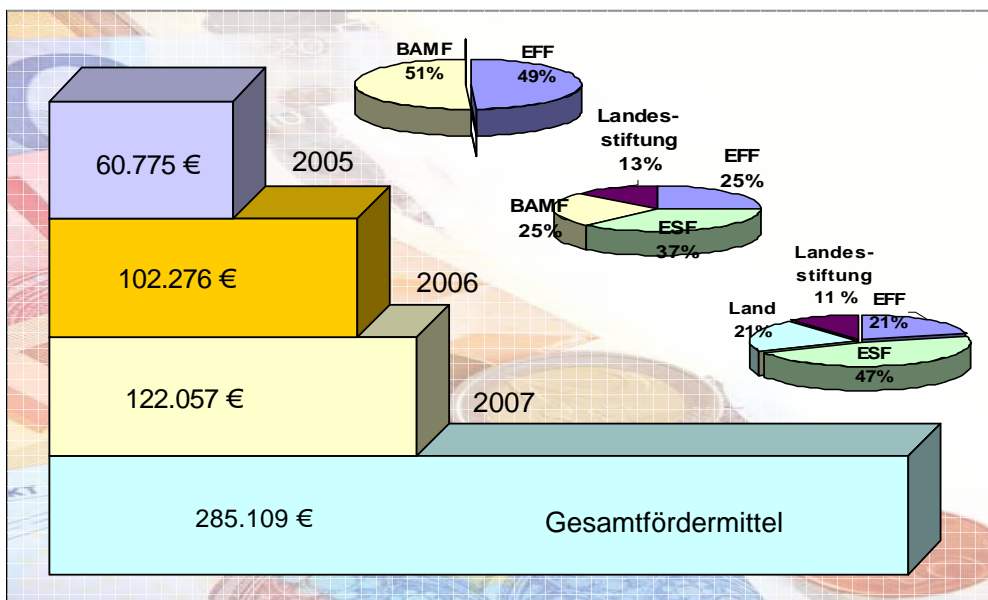 BAMF
51%
EFF
49%
60.775 €
2005
Landes-
stiftung
13%
EFF
25%
BAMF
25%
ESF
37%
102.276 €
2006
Landes-
stiftung
11 %
EFF
21%
Land
21%
ESF
47%
122.057 €
2007
285.109 €
Gesamtfördermittel